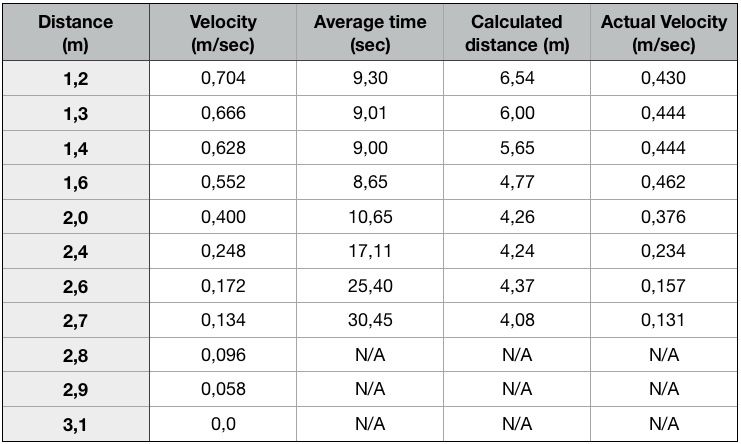 Distance (m) Velocity (m/sec) Average time (sec) Calculated distance (m) Actual Velocity (m/sec)
1,2 0,704 9,30 6,54 0,430
1,3 0,666 9,01 6,00 0,444
1,4 0,628 9,00 5,65 0,444
1,6 0,552 8,65 4,77 0,462
2,0 0,400 10,65 4,26 0,376
2,4 0,248 17,11 4,24 0,234
2,6 0,172 25,40 4,37 0,157
2,7 0,134 30,45 4,08 0,131
2,8 0,096 N/A N/A N/A
2,9 0,058 N/A N/A N/A
3,1 0,0 N/A N/A N/A